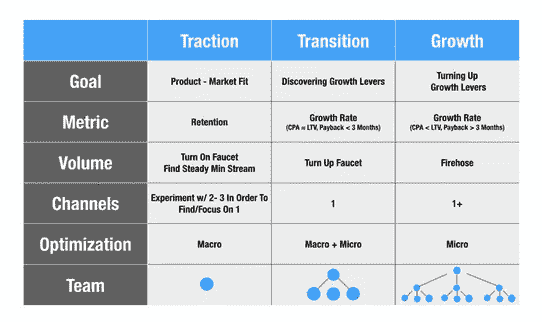 Traction Transition Growth
Goal Product - Market Fit Discovering Growth Levers Turning Up
Growth Levers
Metric Retention Growth Rate Growth Rate
(CPA = LTV, Payback < 3 Months) (CPA < LTV, Payback > 3 Months)
Volume Turn On Faucet Turn Up Faucet Firehose
Find Steady Min Stream
Channels Experiment w/ 2- 3 In Order To 1 1+
Find/Focus On 1
Optimization Macro Macro + Micro Micro
Team